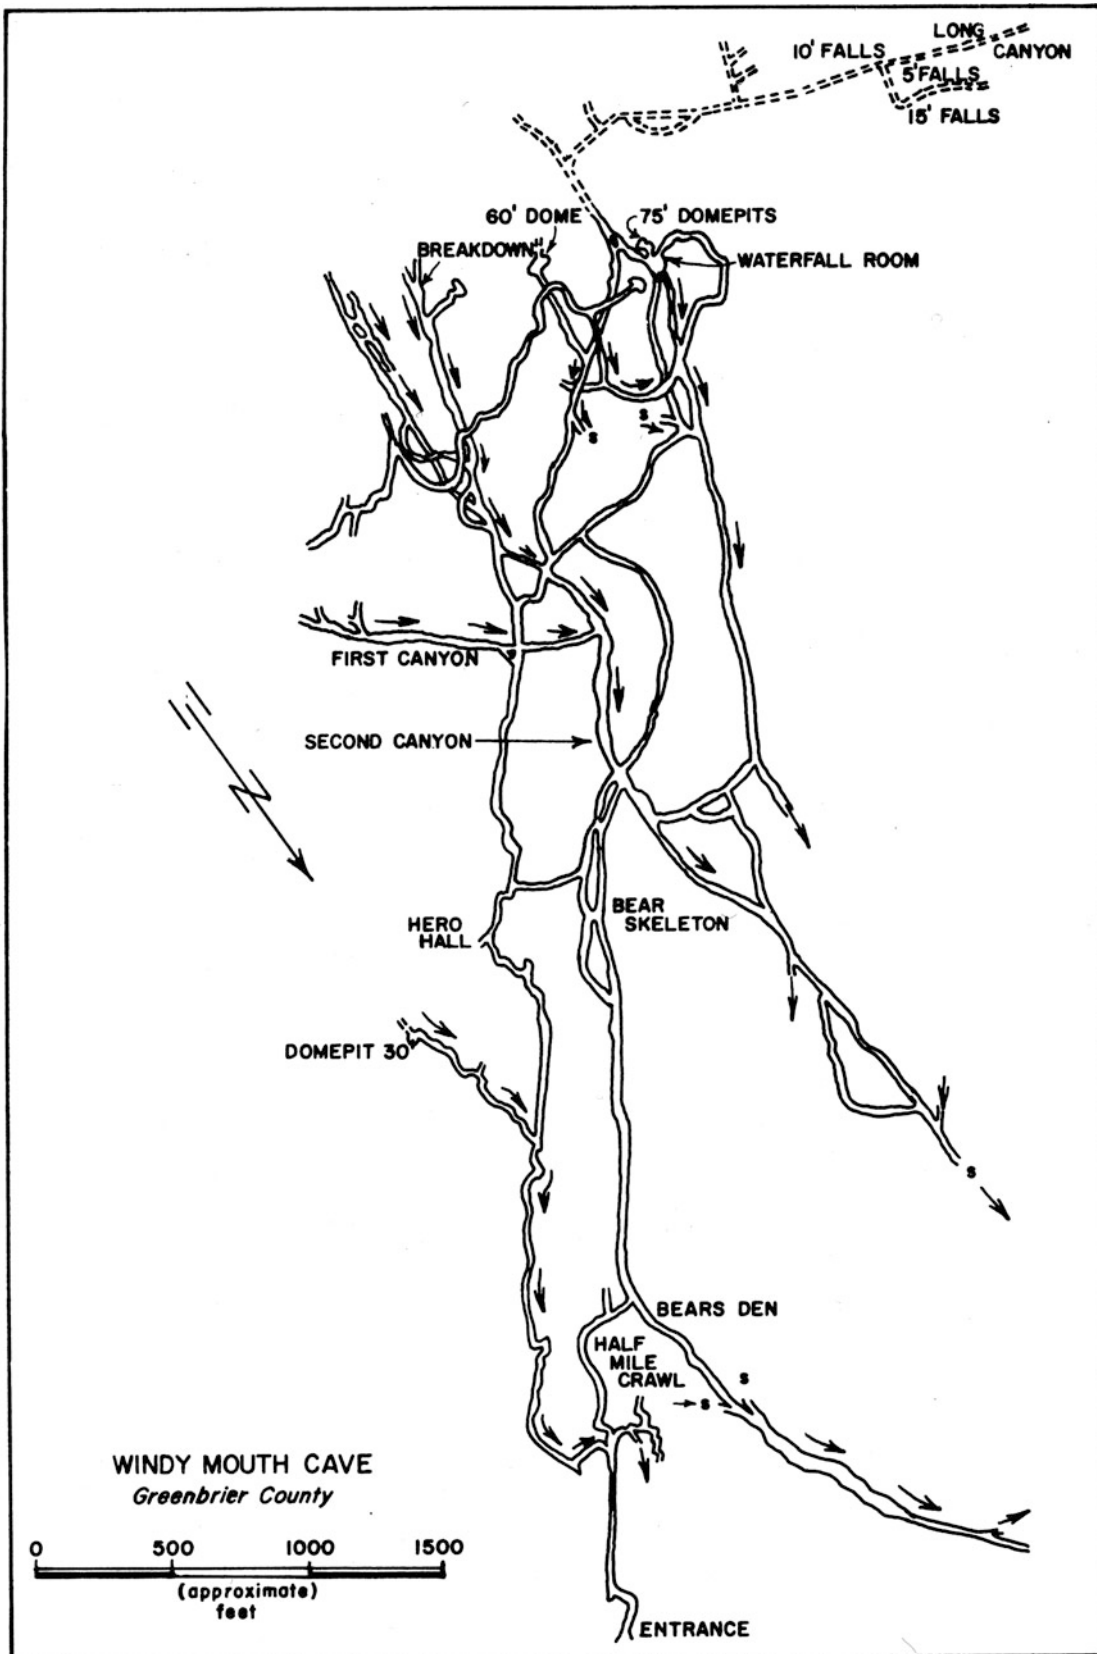 LONG
10' FALLS
CANYON
5' FALLS
15' FALLS
60' DOME
75' DOMEPITS
BREAKDOWN
WATERFALL ROOM
S
S
FIRST CANYON
SECOND CANYON
N
BEAR
SKELETON
HERO
HALL
DOMEPIT 30'
S
BEARS DEN
HALF
MILE
CRAWL
S
S
WINDY MOUTH CAVE
Greenbrier County
0 500 1000 1500
(approximate)
feet
ENTRANCE